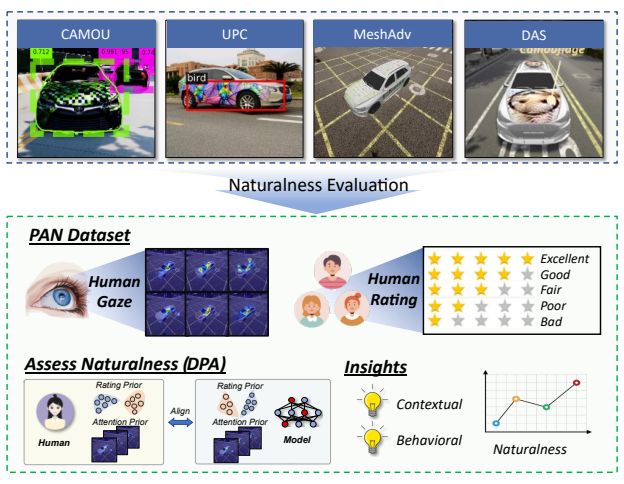 CAMOU
UPC
MeshAdv
DAS
0.712
0.991
bird
Camouflage
Naturalness Evaluation
PAN Dataset
Human
Gaze
Human
Rating
Excellent
Good
Fair
Poor
Bad
Assess Naturalness (DPA)
Rating Prior
Attention Prior
Human
Align
Rating Prior
Attention Prior
Model
Insights
Contextual
Behavioral
Naturalness